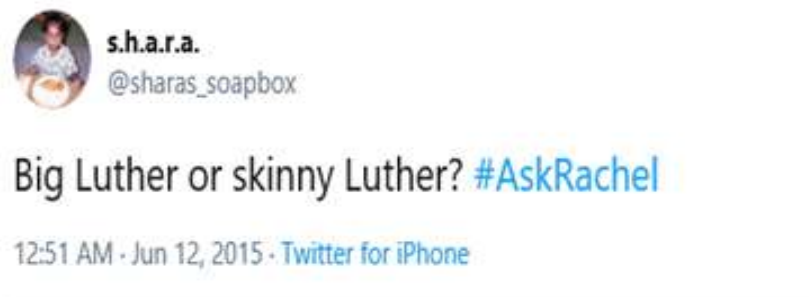 s.h.a.r.a.
@sharas_soapbox
Big Luther or skinny Luther? #AskRachel
12:51 AM · Jun 12, 2015 · Twitter for iPhone